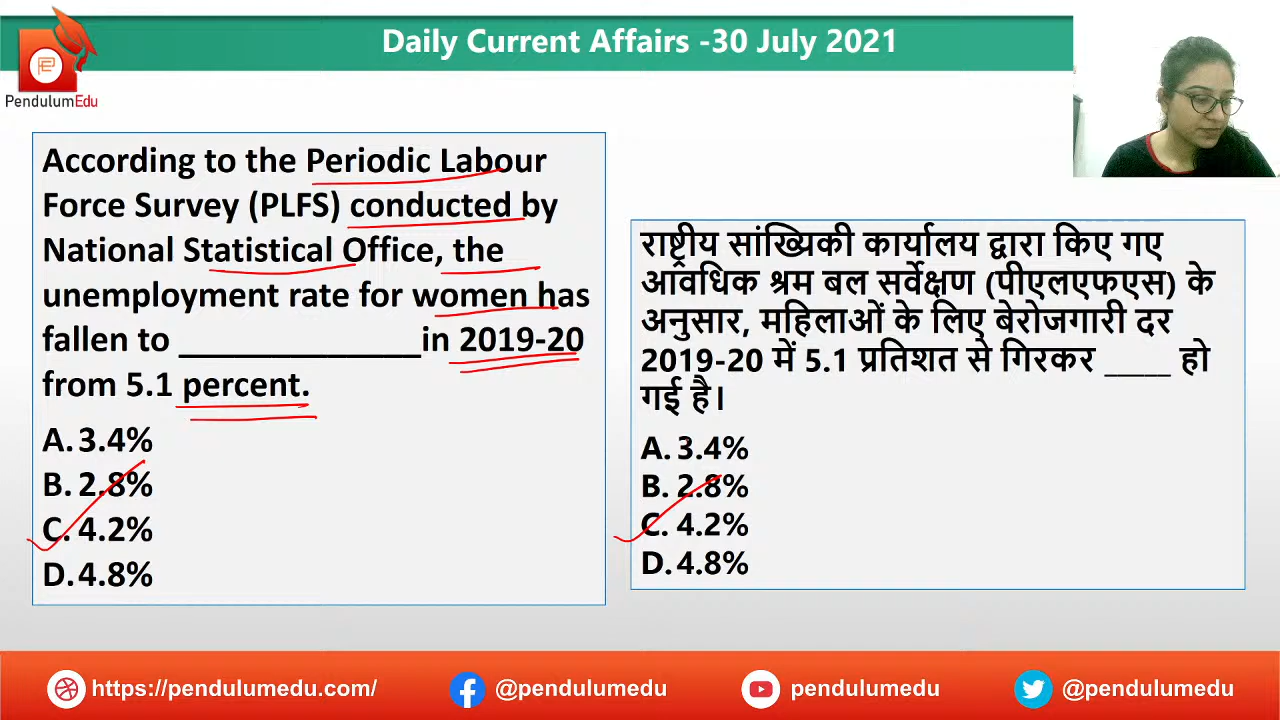 Daily Current Affairs -30 July 2021
PendulumEdu
According to the Periodic Labour
Force Survey (PLFS) conducted by
National Statistical Office, the
unemployment rate for women has
fallen to ______________in 2019-20
from 5.1 percent.
A. 3.4%
B. 2.8%
C. 4.2%
D. 4.8%
राष्ट्रीय सांख्यिकी कार्यालय द्वारा किए गए
आवधिक श्रम बल सर्वेक्षण (पीएलएफएस) के
अनुसार, महिलाओं के लिए बेरोजगारी दर
2019-20 में 5.1 प्रतिशत से गिरकर ____ हो
गई है।
A. 3.4%
B. 2.8%
C. 4.2%
D. 4.8%
https://pendulumedu.com/
@pendulumedu
pendulumedu
@pendulumedu